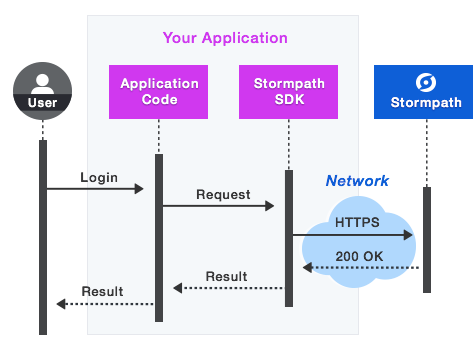 Your Application
User
Application
Code
Stormpath
SDK
Stormpath
Login
Request
Network
HTTPS
200 OK
Result
Result